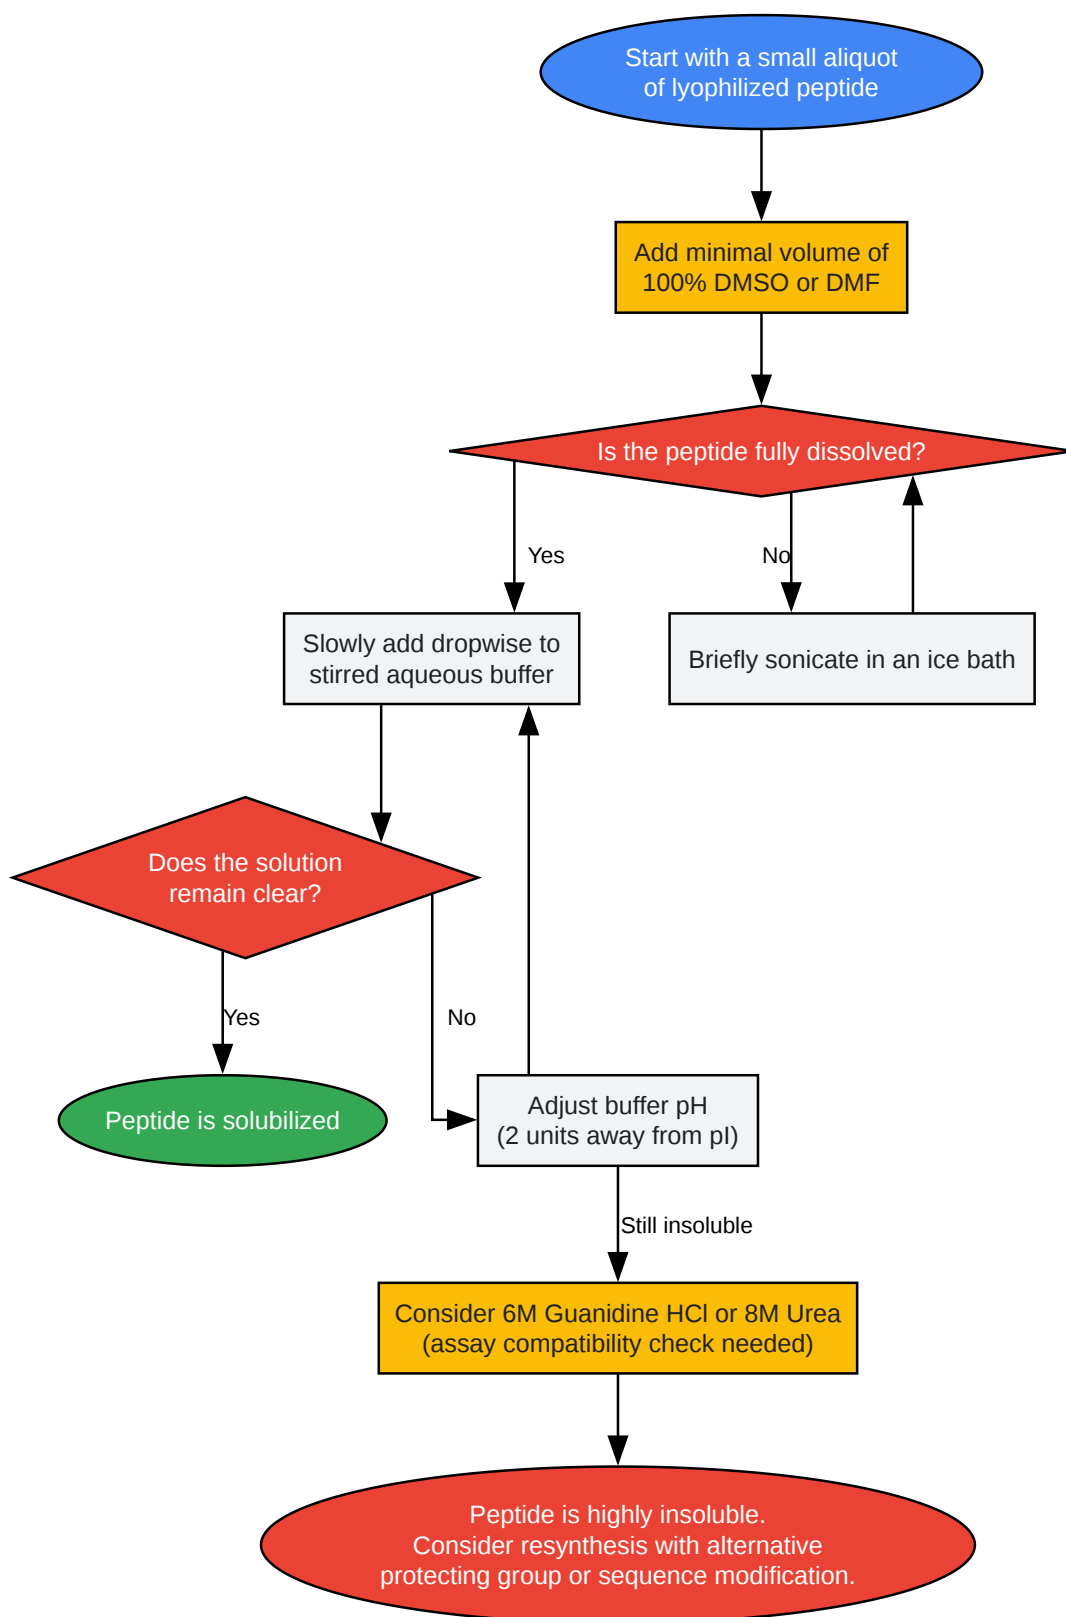 Start with a small aliquot
of lyophilized peptide
Add minimal volume of
100% DMSO or DMF
Is the peptide fully dissolved?
Yes
No
Slowly add dropwise to
stirred aqueous buffer
Briefly sonicate in an ice bath
Does the solution
remain clear?
Yes
No
Peptide is solubilized
Adjust buffer pH
(2 units away from pI)
Still insoluble
Consider 6M Guanidine HCl or 8M Urea
(assay compatibility check needed)
Peptide is highly insoluble.
Consider resynthesis with alternative
protecting group or sequence modification.